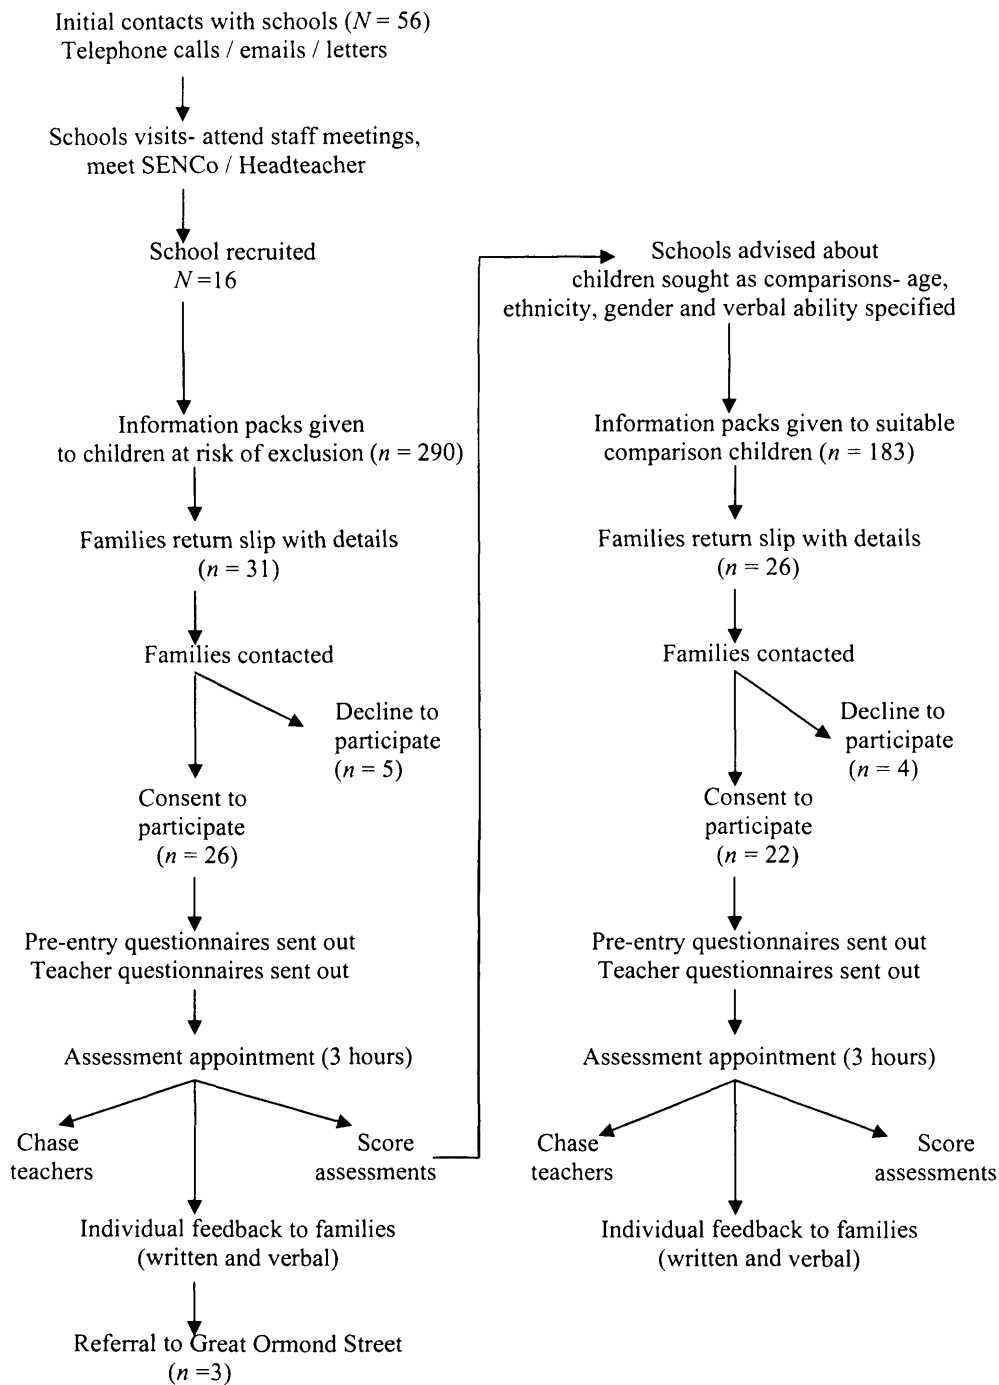 Initial contacts with schools (N = 56)
Telephone calls / emails / letters
Schools visits- attend staff meetings,
meet SENCo / Headteacher
School recruited
N =16
Information packs given
to children at risk of exclusion (n = 290)
Families return slip with details
(n = 31)
Families contacted
Decline to
participate
(n = 5)
Consent to
participate
(n = 26)
Pre-entry questionnaires sent out
Teacher questionnaires sent out
Assessment appointment (3 hours)
Chase
teachers
Score
assessments
Individual feedback to families
(written and verbal)
Referral to Great Ormond Street
(n =3)
Schools advised about
children sought as comparisons- age,
ethnicity, gender and verbal ability specified
Information packs given to suitable
comparison children (n = 183)
Families return slip with details
(n = 26)
Families contacted
Decline to
participate
(n = 4)
Consent to
participate
(n = 22)
Pre-entry questionnaires sent out
Teacher questionnaires sent out
Assessment appointment (3 hours)
Chase
teachers
Score
assessments
Individual feedback to families
(written and verbal)